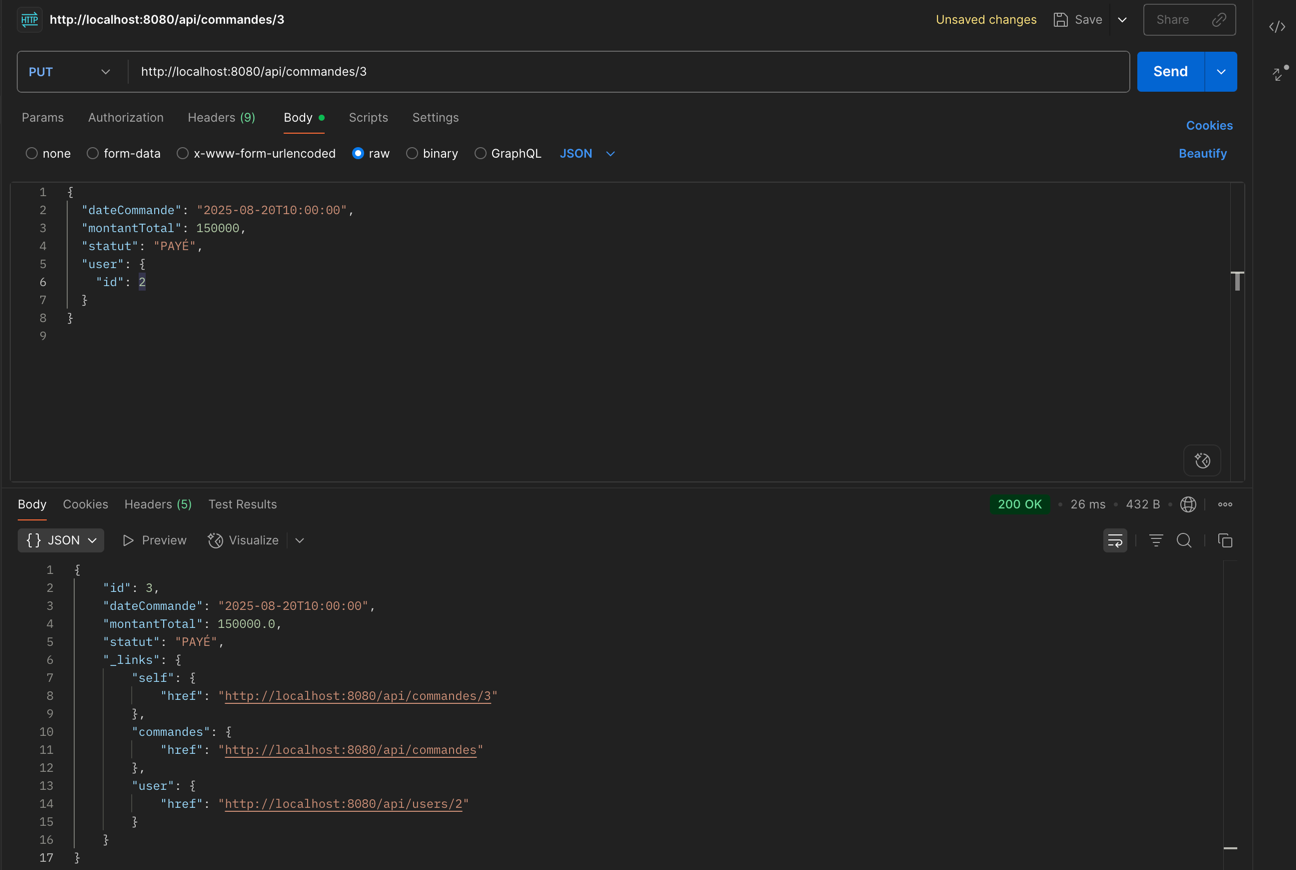 HTTP http://localhost:8080/api/commandes/3 Unsaved changes Save Share
PUT http://localhost:8080/api/commandes/3 Send
Params Authorization Headers (9) Body Scripts Settings Cookies
none form-data x-www-form-urlencoded raw binary GraphQL JSON Beautify
1 {
2 "dateCommande": "2025-08-20T10:00:00",
3 "montantTotal": 150000,
4 "statut": "PAYÉ",
5 "user": {
6 "id": 2
7 }
8 }
9
Body Cookies Headers (5) Test Results 200 OK • 26 ms • 432 B •
{} JSON Preview Visualize
1 {
2 "id": 3,
3 "dateCommande": "2025-08-20T10:00:00",
4 "montantTotal": 150000.0,
5 "statut": "PAYÉ",
6 "_links": {
7 "self": {
8 "href": "http://localhost:8080/api/commandes/3"
9 },
10 "commandes": {
11 "href": "http://localhost:8080/api/commandes"
12 },
13 "user": {
14 "href": "http://localhost:8080/api/users/2"
15 }
16 }
17 }